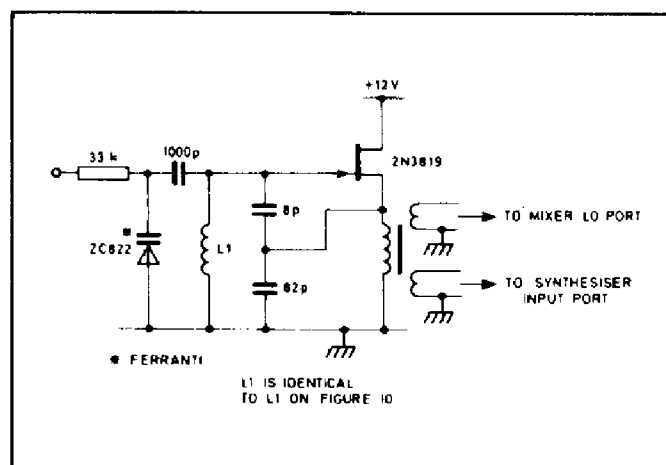 +12V
33k
1000p
2N3819
8p
TO MIXER LO PORT
*
ZC822
L1
82p
TO SYNTHESISER
INPUT PORT
* FERRANTI
L1 IS IDENTICAL
TO L1 ON FIGURE 10